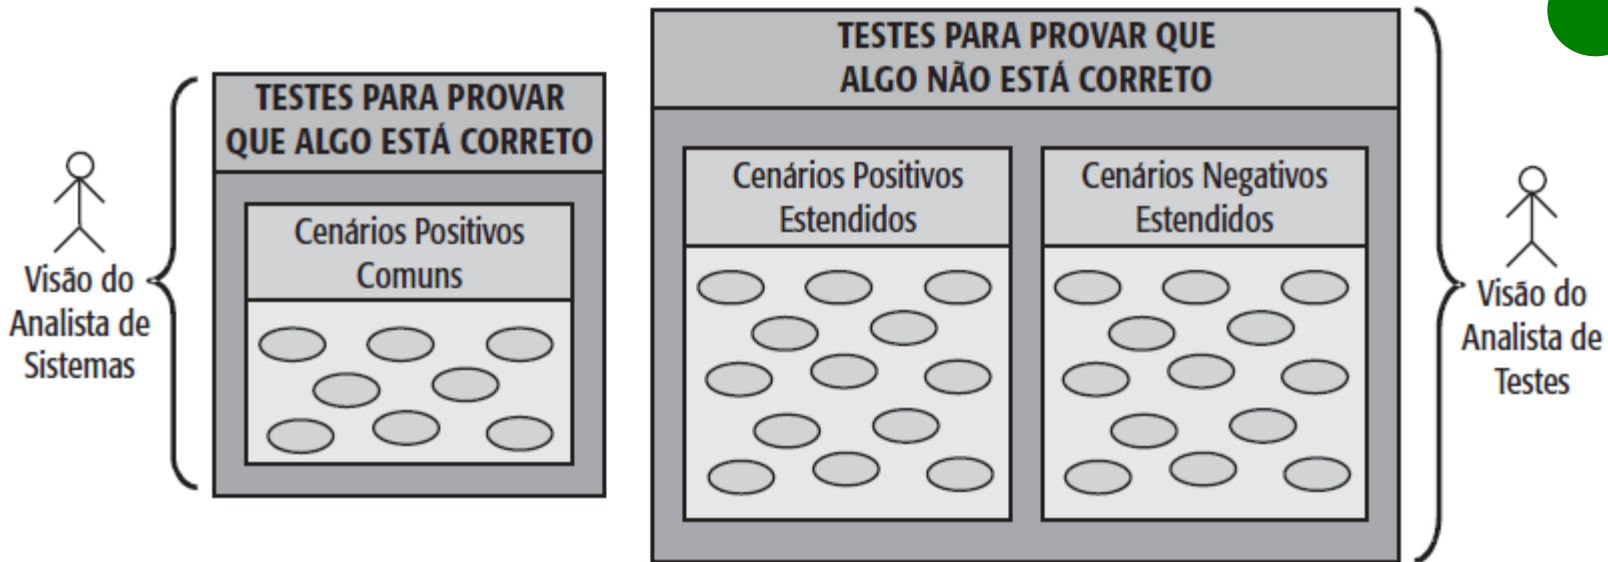 TESTES PARA PROVAR
QUE ALGO ESTÁ CORRETO
Cenários Positivos
Comuns
Visão do
Analista de
Sistemas
TESTES PARA PROVAR QUE
ALGO NÃO ESTÁ CORRETO
Cenários Positivos
Estendidos
Cenários Negativos
Estendidos
Visão do
Analista de
Testes